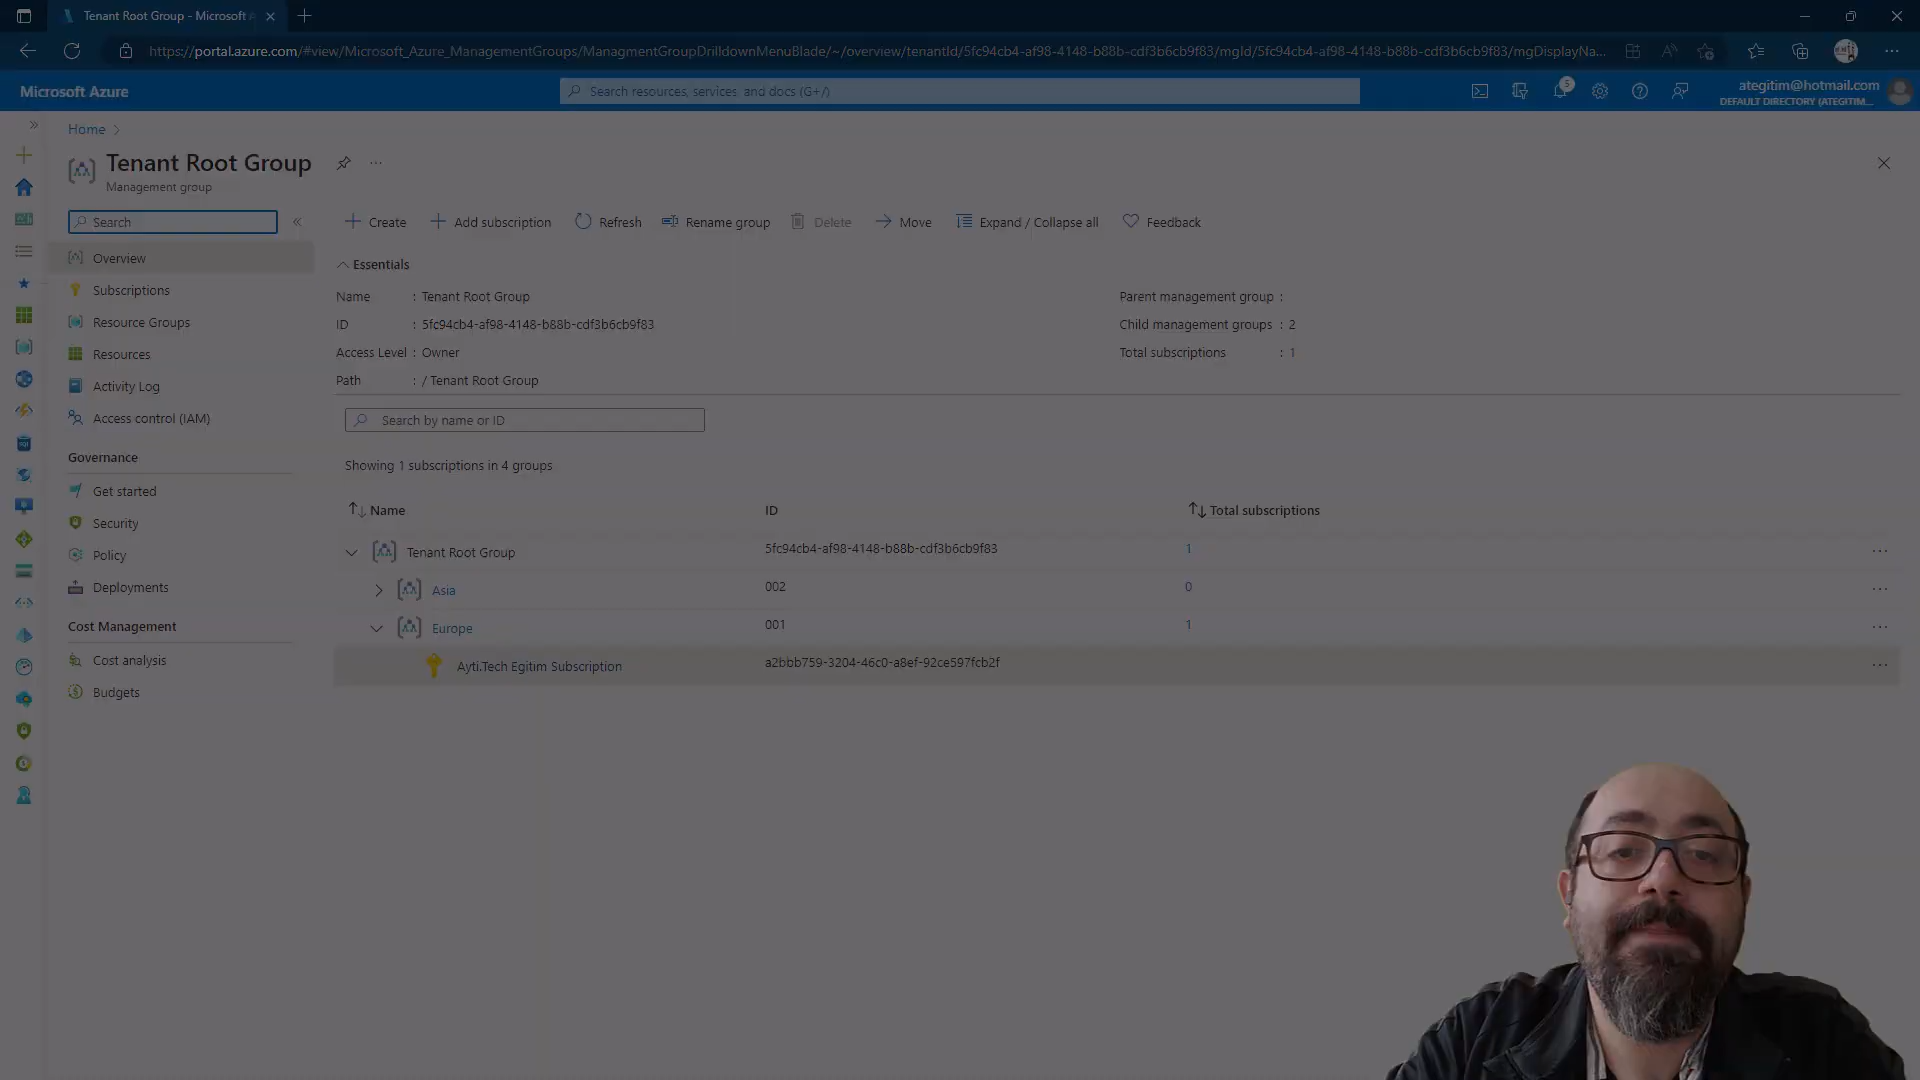 Tenant Root Group - Microsoft A
https://portal.azure.com/#view/Microsoft_Azure_ManagementGroups/ManagmentGroupDrilldownMenuBlade/~/overview/tenantId/5fc94cb4-af98-4148-b88b-cdf3b6cb9f83/mgId/5fc94cb4-af98-4148-b88b-cdf3b6cb9f83/mgDisplayNa...
Microsoft Azure
Search resources, services, and docs (G+/)
5
ategitim@hotmail.com
DEFAULT DIRECTORY (ATEGITIM....
Home
Tenant Root Group
Management group
Search
Create
Add subscription
Refresh
Rename group
Delete
Move
Expand / Collapse all
Feedback
Overview
Subscriptions
Resource Groups
Resources
Activity Log
Access control (IAM)
Governance
Get started
Security
Policy
Deployments
Cost Management
Cost analysis
Budgets
Essentials
Name : Tenant Root Group
ID : 5fc94cb4-af98-4148-b88b-cdf3b6cb9f83
Access Level : Owner
Path : / Tenant Root Group
Parent management group :
Child management groups : 2
Total subscriptions : 1
Search by name or ID
Showing 1 subscriptions in 4 groups
Name ID Total subscriptions
Tenant Root Group 5fc94cb4-af98-4148-b88b-cdf3b6cb9f83 1
Asia 002 0
Europe 001 1
Ayti.Tech Egitim Subscription a2bbb759-3204-46c0-a8ef-92ce597fcb2f